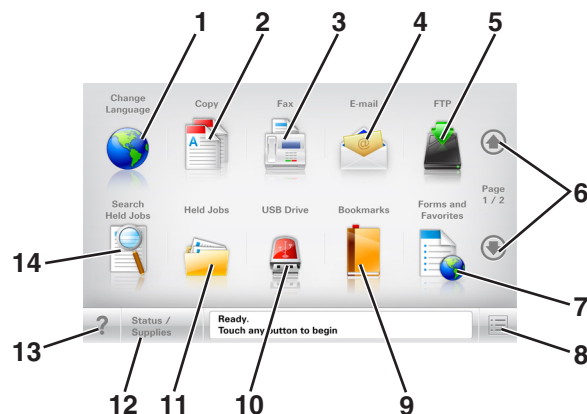 1 2 3 4 5
Change
Language
Copy
Fax
E-mail
FTP
A
@
6
Page
1 / 2
Search
Held Jobs
Held Jobs
USB Drive
Bookmarks
Forms and
Favorites
14
7
?
Status /
Supplies
Ready.
Touch any button to begin
13
12
11
10
9
8